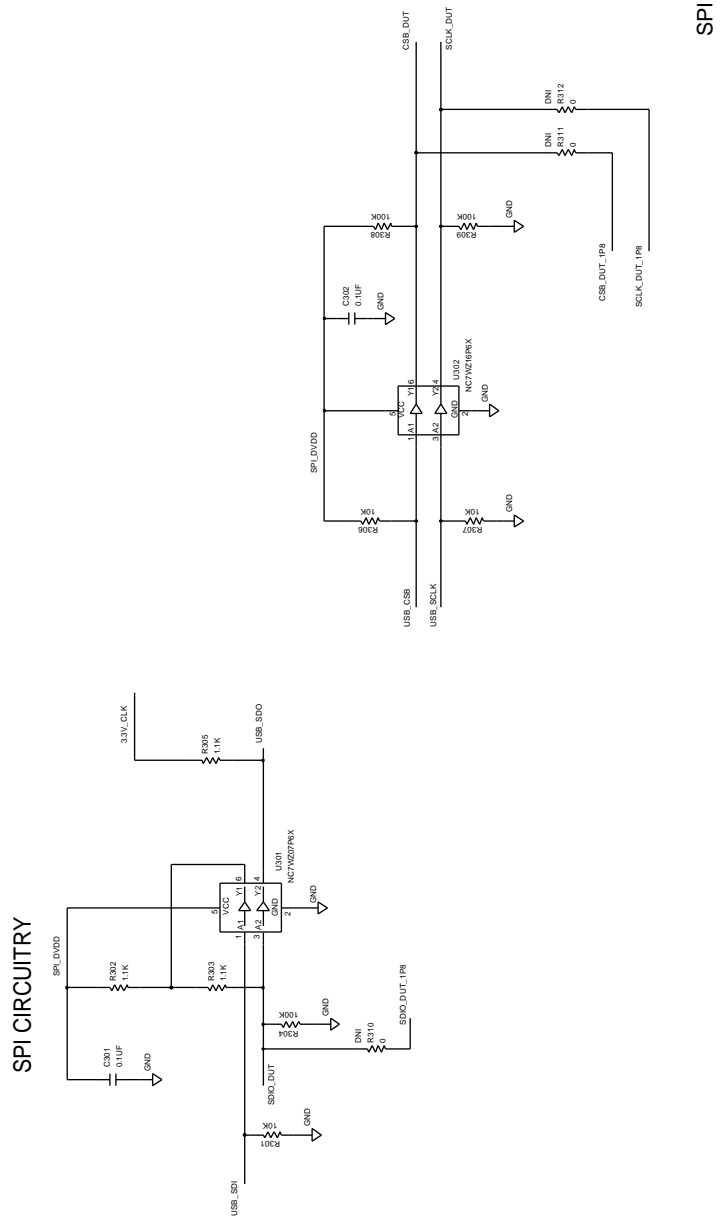 SPI CIRCUITRY
SPI
SPI_DVDD
C301
0.1UF
GND
R302
1.1K
R303
1.1K
5
VCC
1 A1
Y1 6
3 A2
Y2 4
GND
2
U301
NC7WZ07P6X
GND
3.3V_CLK
R305
1.1K
USB_SDO
USB_SDI
R301
10K
GND
SDIO_DUT
R304
100K
GND
DNI
R310
0
SDIO_DUT_1P8
SPI_DVDD
R306
10K
USB_CSB
USB_SCLK
R307
10K
GND
5
VCC
1 A1
Y1 6
3 A2
Y2 4
GND
2
U302
NC7WZ16P6X
GND
C302
0.1UF
GND
R308
100K
R309
100K
GND
CSB_DUT
SCLK_DUT
DNI
R311
0
DNI
R312
0
CSB_DUT_1P8
SCLK_DUT_1P8